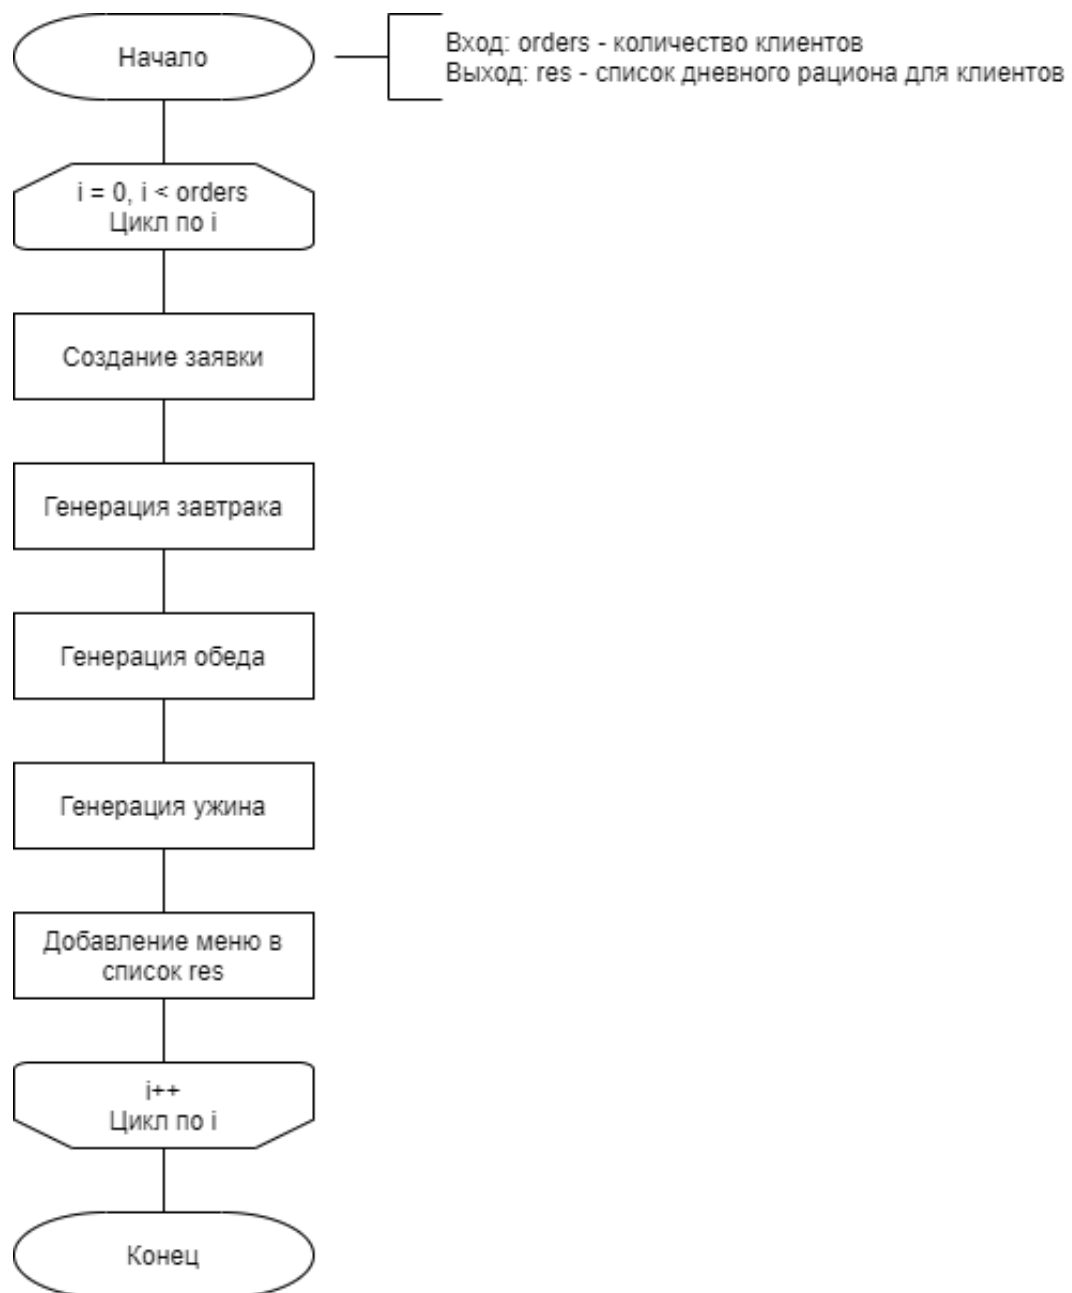 Начало
Вход: orders - количество клиентов
Выход: res - список дневного рациона для клиентов
i = 0, i < orders
Цикл по i
Создание заявки
Генерация завтрака
Генерация обеда
Генерация ужина
Добавление меню в
список res
i++
Цикл по i
Конец